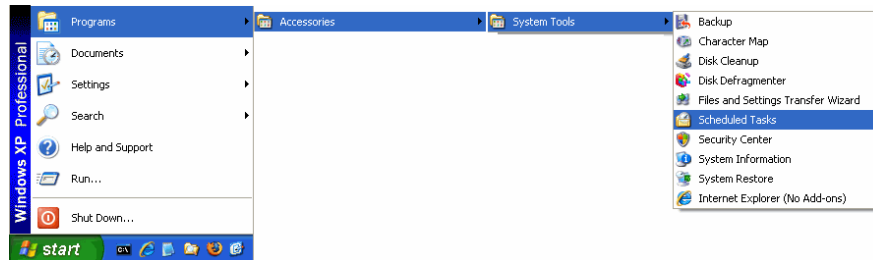 Windows XP Professional
Programs
Documents
Settings
Search
Help and Support
Run...
Shut Down...
start
Accessories
System Tools
Backup
Character Map
Disk Cleanup
Disk Defragmenter
Files and Settings Transfer Wizard
Scheduled Tasks
Security Center
System Information
System Restore
Internet Explorer (No Add-ons)